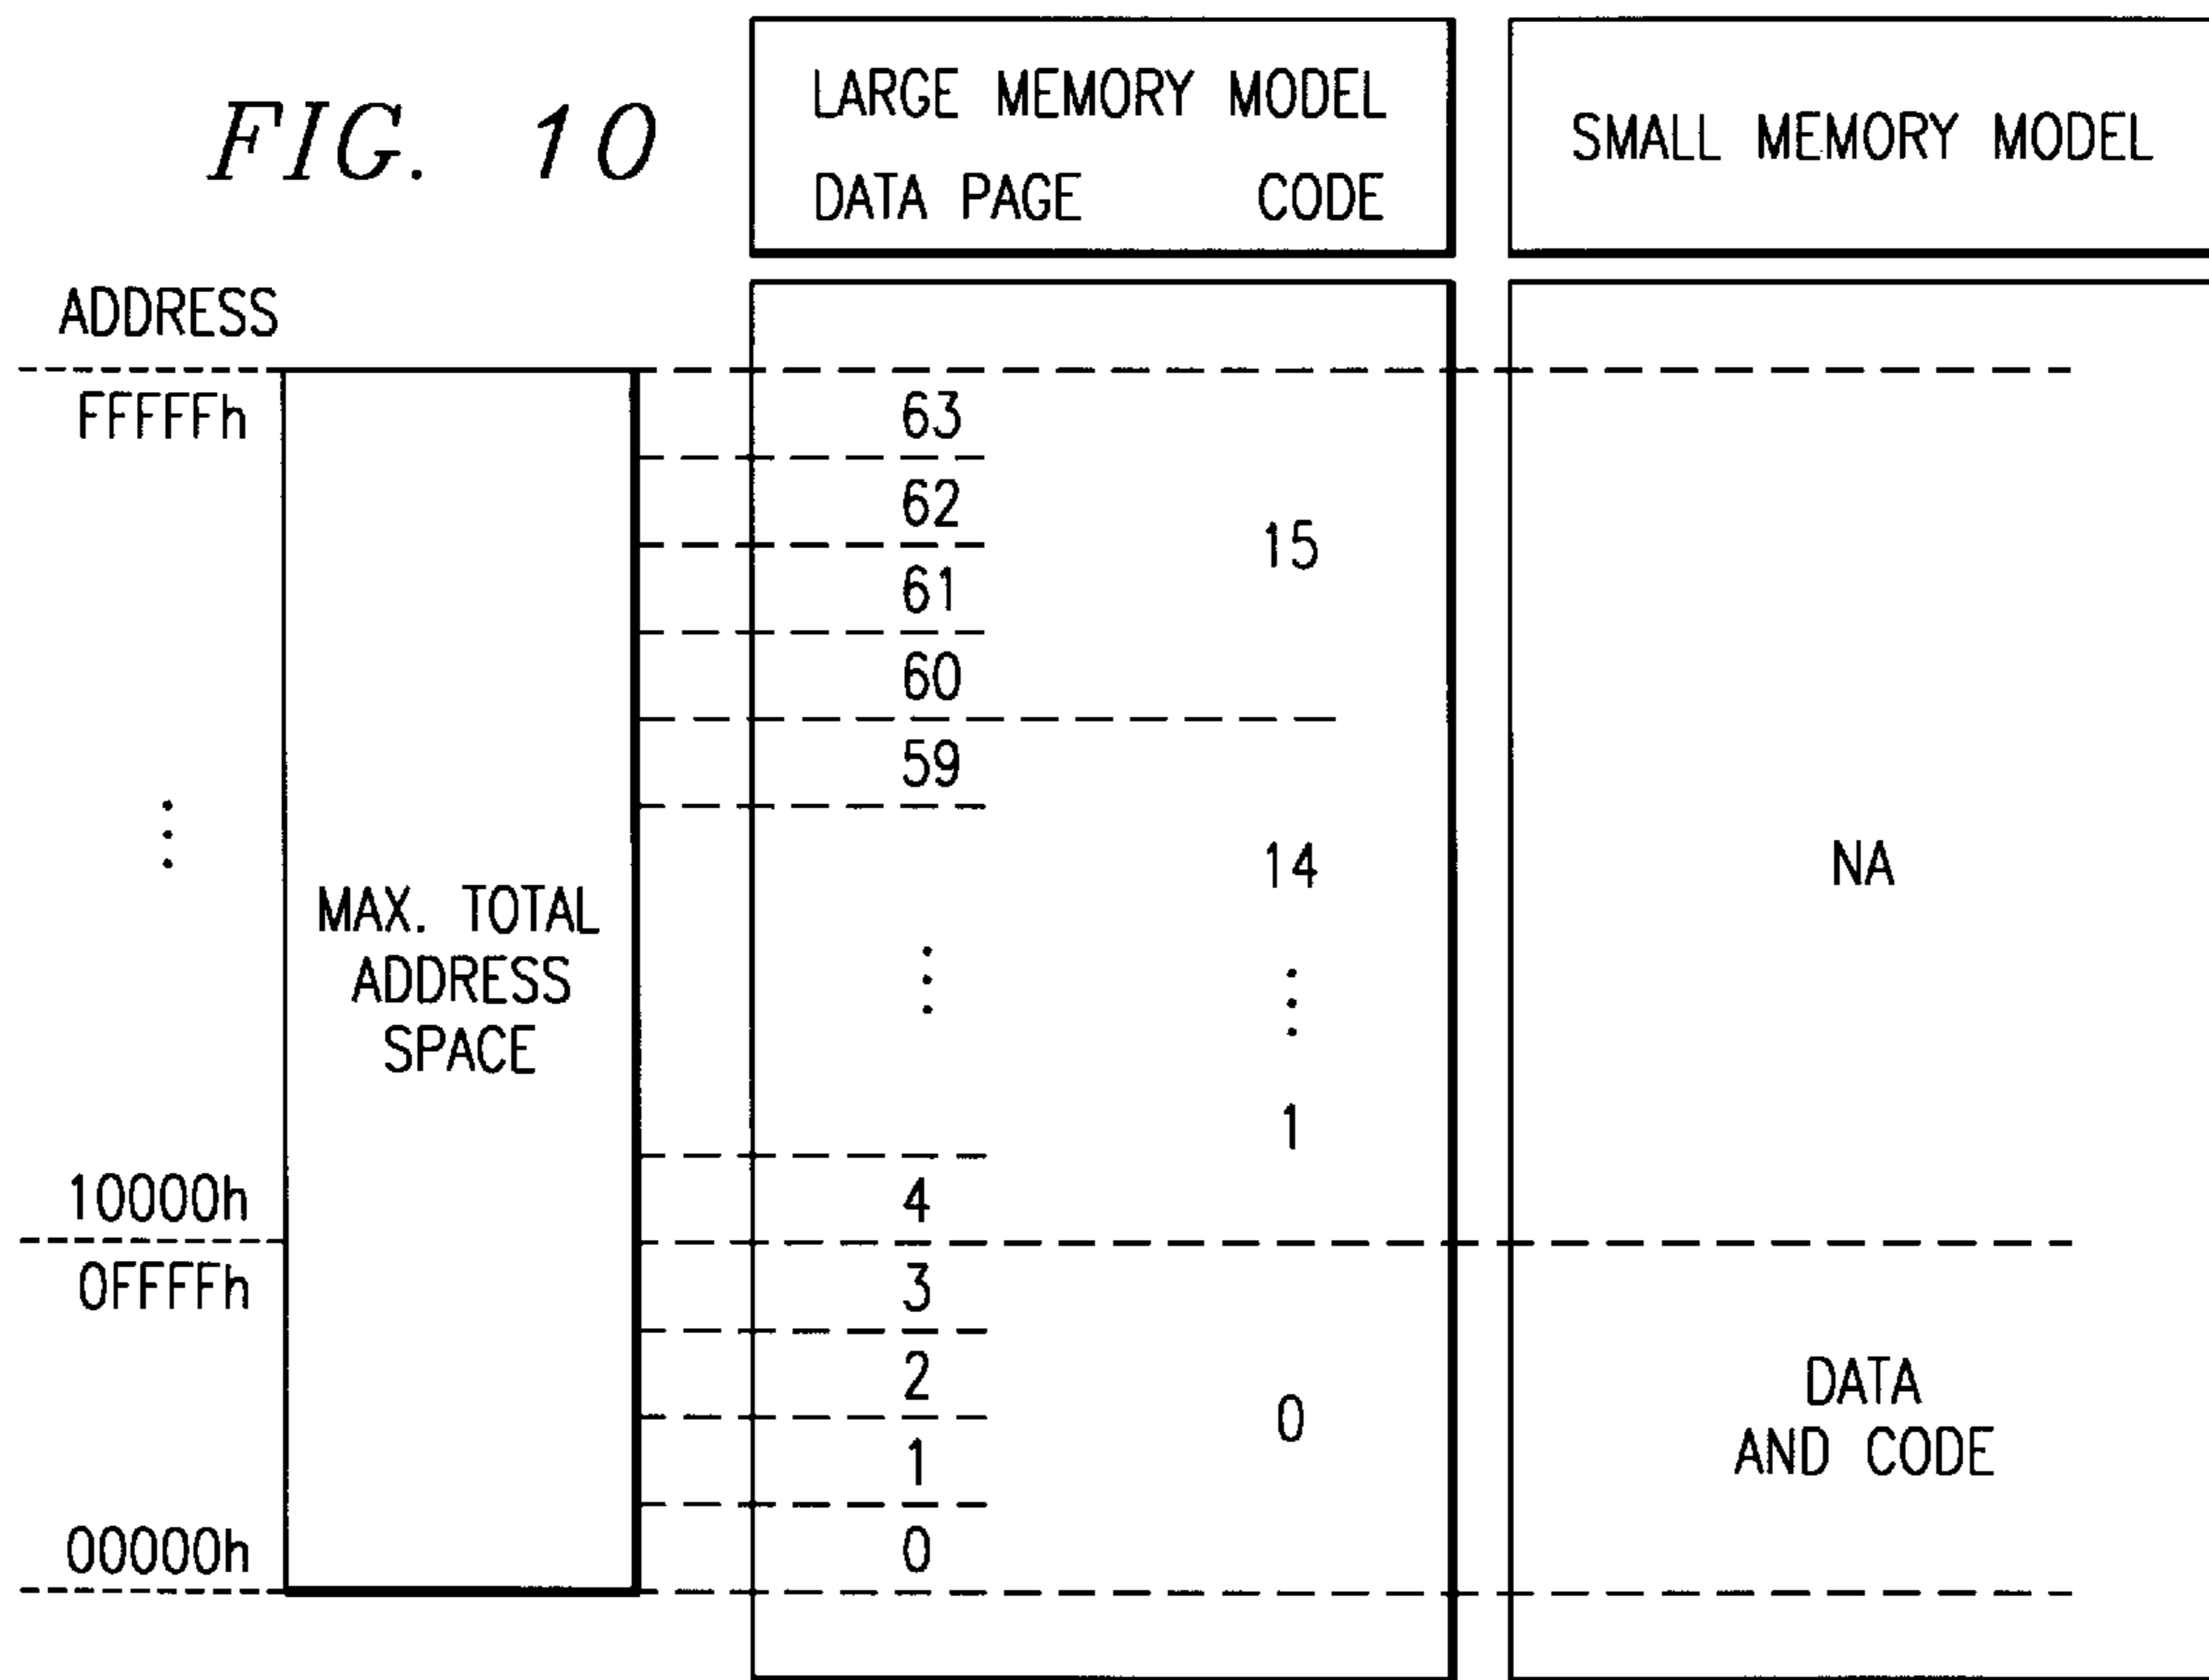 FIG. 10
LARGE MEMORY MODEL
DATA PAGE CODE
SMALL MEMORY MODEL
ADDRESS
FFFFFh
⋮
10000h
0FFFFh
00000h
MAX. TOTAL
ADDRESS
SPACE
63
62
61
60
59
⋮
4
3
2
1
0
15
14
⋮
1
0
NA
DATA
AND CODE